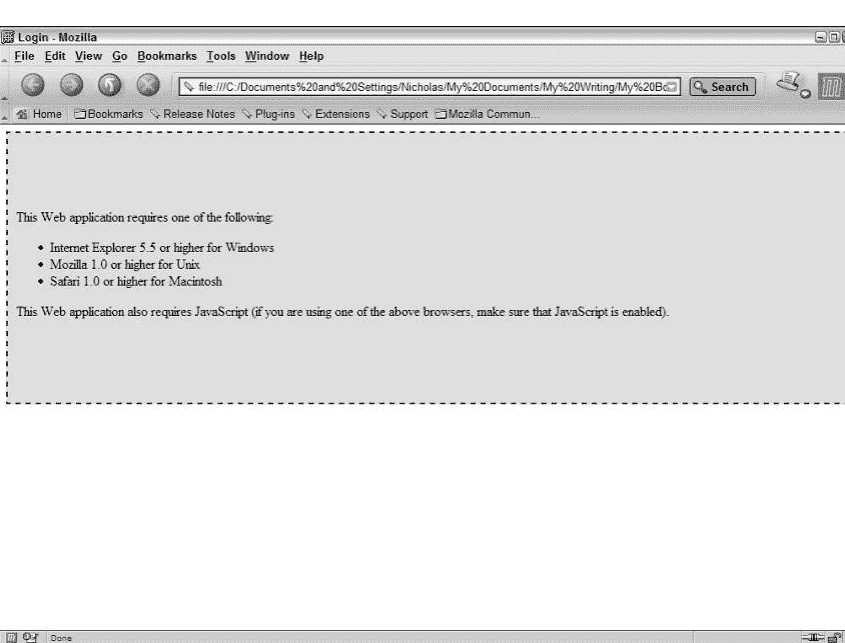 Login - Mozilla
File Edit View Go Bookmarks Tools Window Help
file:///C:/Documents%20and%20Settings/Nicholas/My%20Documents/My%20Writing/My%20Bo Search
Home Bookmarks Release Notes Plug-ins Extensions Support Mozilla Commun...
This Web application requires one of the following:
• Internet Explorer 5.5 or higher for Windows
• Mozilla 1.0 or higher for Unix
• Safari 1.0 or higher for Macintosh
This Web application also requires JavaScript (if you are using one of the above browsers, make sure that JavaScript is enabled).
Done